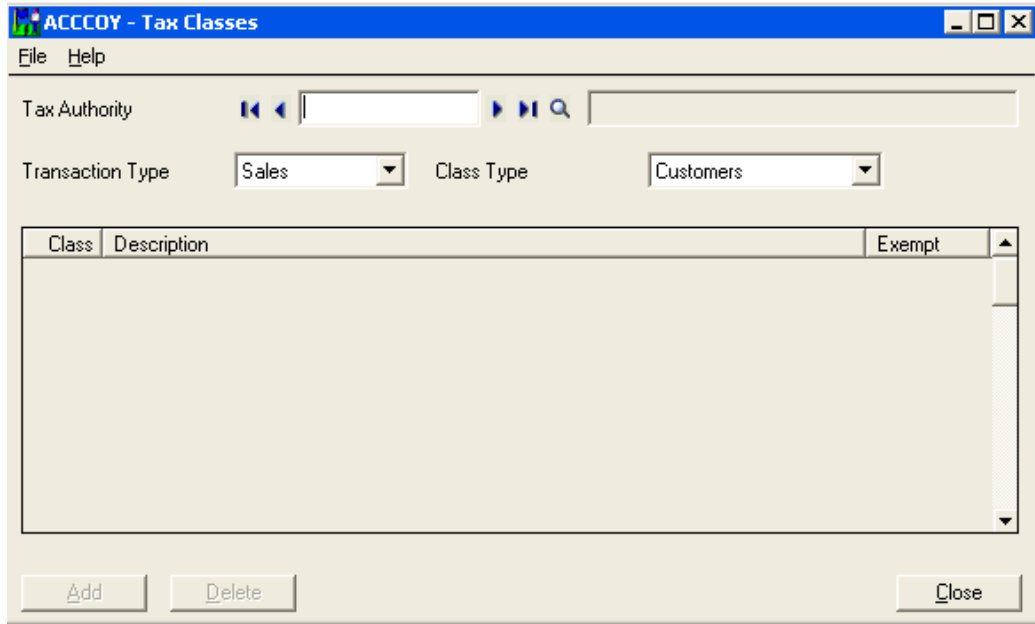 ACCCOY - Tax Classes
File Help
Tax Authority
Transaction Type Sales Class Type Customers
Class Description Exempt
Add Delete Close